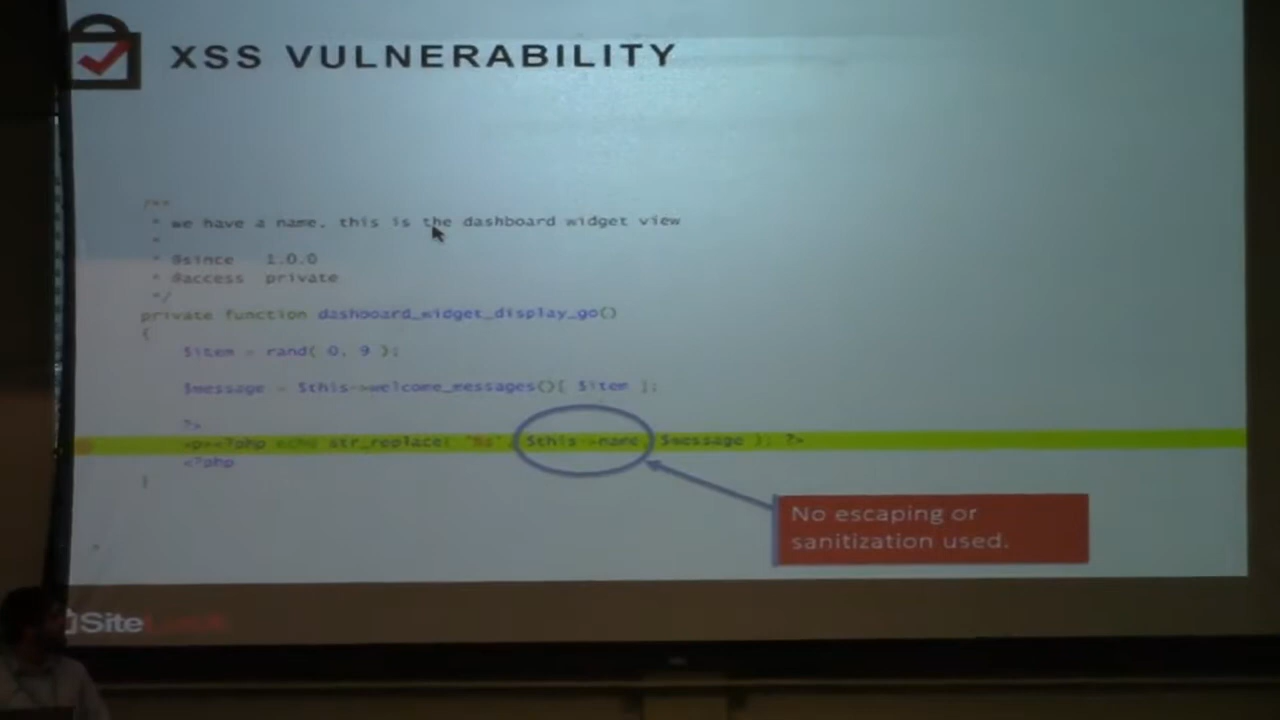 XSS VULNERABILITY
/**
* we have a name, this is the dashboard widget view
*
* @since 1.0.0
* @access private
*/
private function dashboard_widget_display_go()
{
$item = rand( 0, 9 );
$message = $this->welcome_messages()[ $item ];
?>
<p><?php echo str_replace( "%s", $this->name, $message ); ?>
<?php
}
No escaping or
sanitization used.
SiteLock